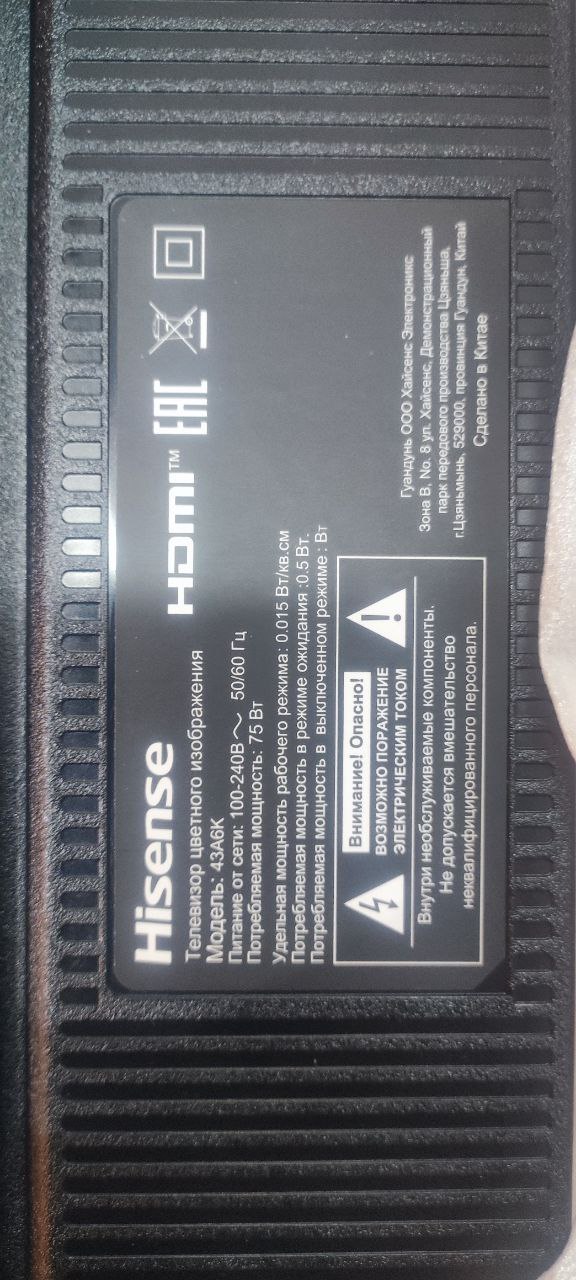 Hisense
HDMI™ EAC
Телевизор цветного изображения
Модель: 43A6K
Питание от сети: 100-240В～ 50/60 Гц
Потребляемая мощность: 75 Вт
Удельная мощность рабочего режима: 0.015 Вт/кв.см
Потребляемая мощность в режиме ожидания :0.5 Вт.
Потребляемая мощность в выключенном режиме : Вт
Внимание! Опасно!
ВОЗМОЖНО ПОРАЖЕНИЕ
ЭЛЕКТРИЧЕСКИМ ТОКОМ
Внутри необслуживаемые компоненты.
Не допускается вмешательство
неквалифицированного персонала.
Гуандунь ООО Хайсенс Электроникс
Зона B, No. 8 ул. Хайсенс, Демонстрационный
парк передового производства Цзяньша,
г.Цзяньмынь, 529000, провинция Гуандун, Китай
Сделано в Китае